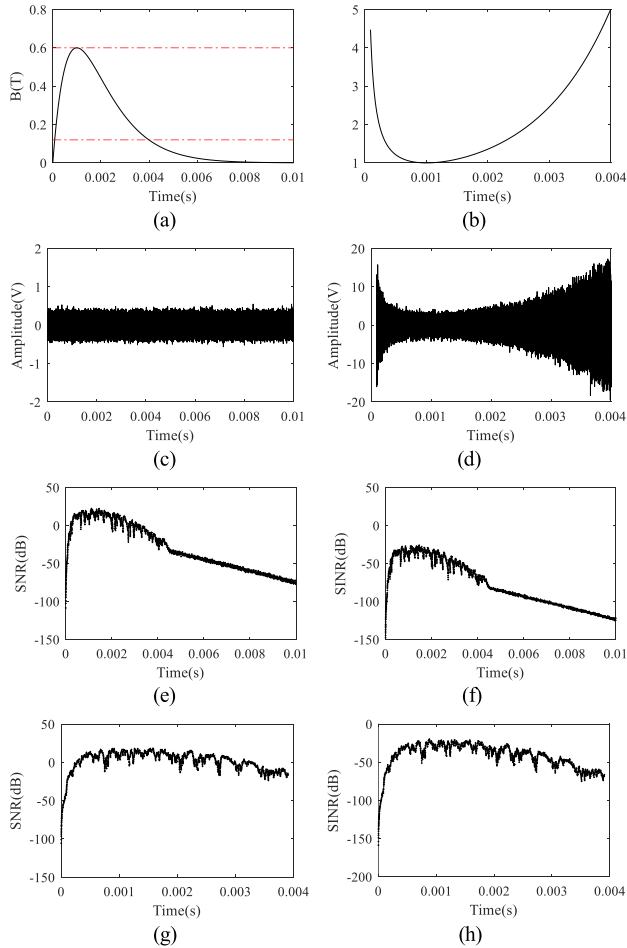 0.8
0.6
0.4
0.2
0
B(T)
0 0.002 0.004 0.006 0.008 0.01
Time(s)
(a)
5
4
3
2
1
0 0.001 0.002 0.003 0.004
Time(s)
(b)
2
1
0
-1
-2
Amplitude(V)
0 0.002 0.004 0.006 0.008 0.01
Time(s)
(c)
20
10
0
-10
-20
Amplitude(V)
0 0.001 0.002 0.003 0.004
Time(s)
(d)
50
0
-50
-100
-150
SNR(dB)
0 0.002 0.004 0.006 0.008 0.01
Time(s)
(e)
50
0
-50
-100
-150
SINR(dB)
0 0.002 0.004 0.006 0.008 0.01
Time(s)
(f)
50
0
-50
-100
-150
SNR(dB)
0 0.001 0.002 0.003 0.004
Time(s)
(g)
-0
-50
-100
-150
-200
SINR(dB)
0 0.001 0.002 0.003 0.004
Time(s)
(h)